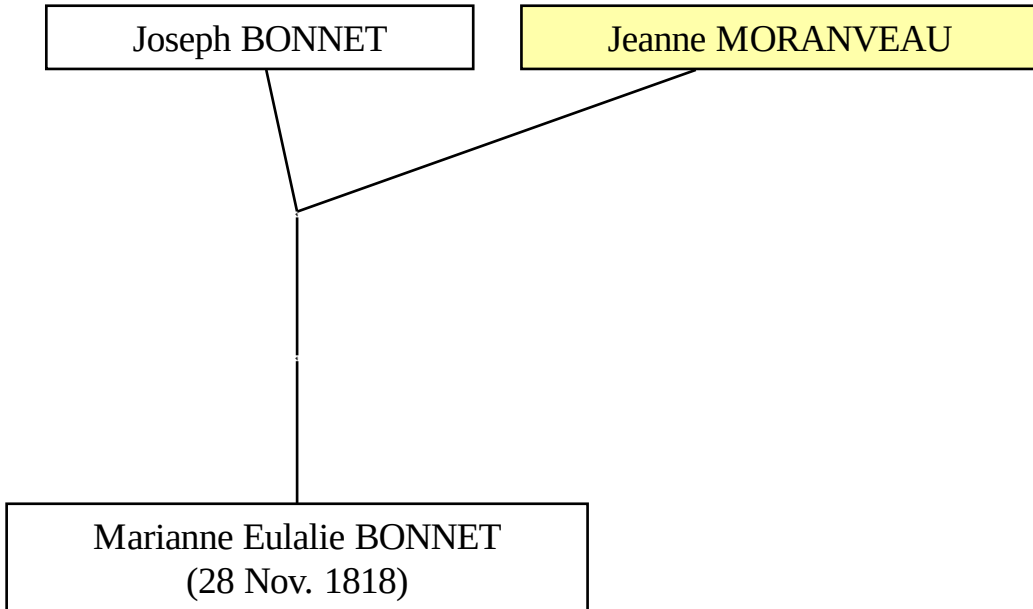 Joseph BONNET
Jeanne MORANVEAU
Marianne Eulalie BONNET
(28 Nov. 1818)